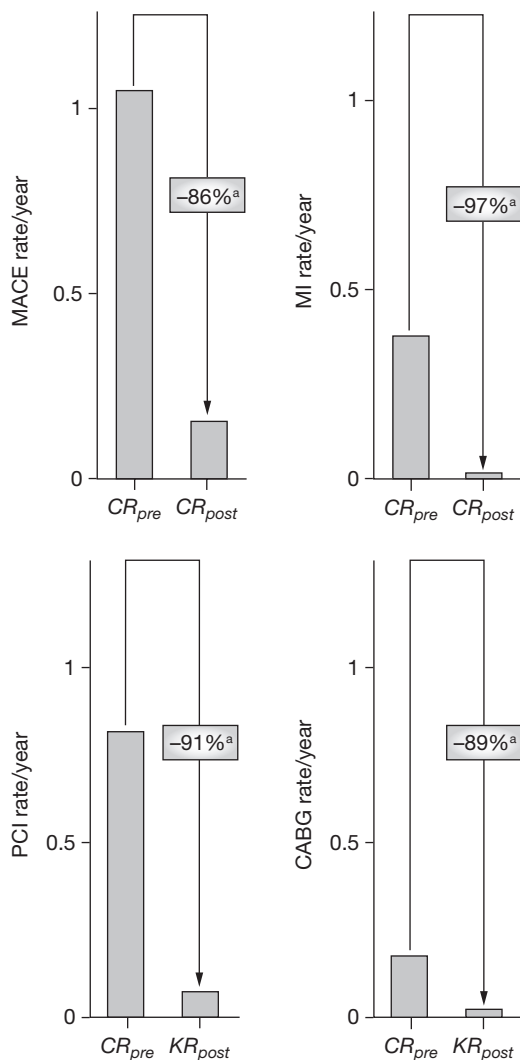 MACE rate/year
1
0.5
0
–86%ᵃ
CRpre CRpost
MI rate/year
1
0.5
0
–97%ᵃ
CRpre CRpost
PCI rate/year
1
0.5
0
–91%ᵃ
CRpre KRpost
CABG rate/year
1
0.5
0
–89%ᵃ
CRpre KRpost